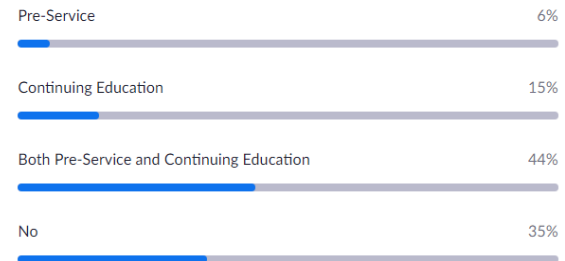 Pre-Service 6%
Continuing Education 15%
Both Pre-Service and Continuing Education 44%
No 35%